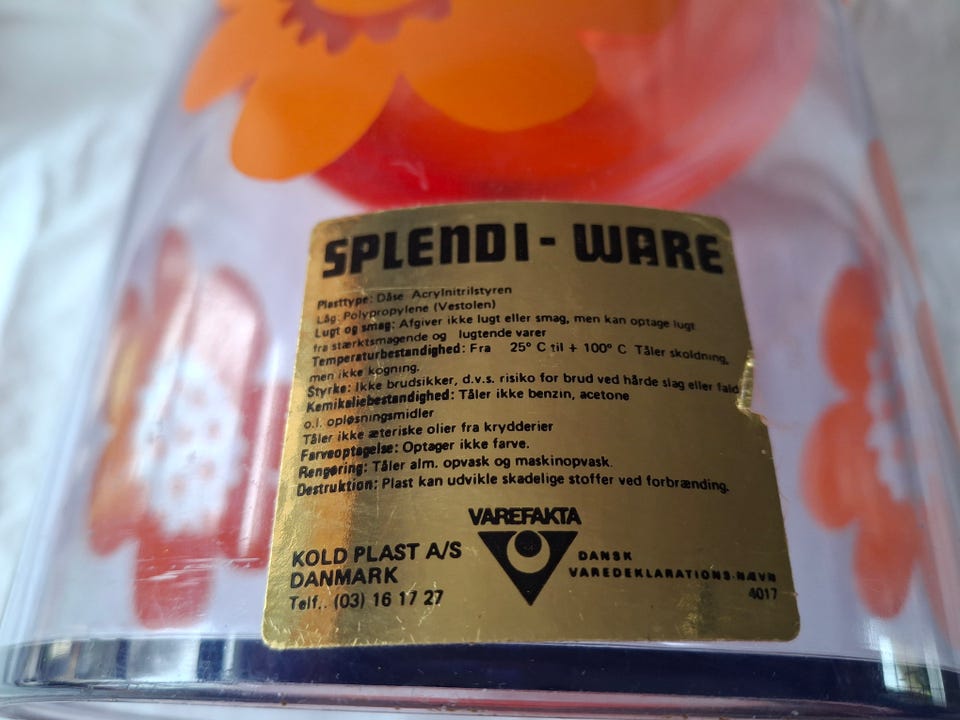 SPLENDI - WARE
Plasttype: Dåse Acrylnitrilstyren
Låg: Polypropylene (Vestolen)
Lugt og smag: Afgiver ikke lugt eller smag, men kan optage lugt
fra stærktsmagende og lugtende varer
Temperaturbestandighed: Fra 25° C til + 100° C Tåler skoldning,
men ikke kogning.
Styrke: Ikke brudsikker, d.v.s. risiko for brud ved hårde slag eller fald
Kemikaliebestandighed: Tåler ikke benzin, acetone
o.l. opløsningsmidler
Tåler ikke æteriske olier fra krydderier
Farveoptagelse: Optager ikke farve.
Rengøring: Tåler alm. opvask og maskinopvask.
Destruktion: Plast kan udvikle skadelige stoffer ved forbrænding.
VAREFAKTA
KOLD PLAST A/S
DANMARK
Telf.. (03) 16 17 27
DANSK
VAREDEKLARATIONS-NÆVN
4017